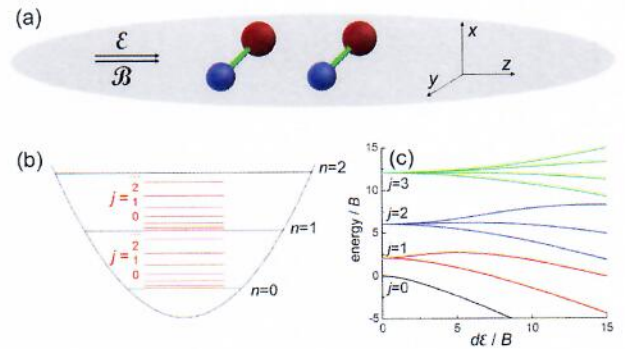 (a)
ℰ
ℬ
x
y
z
(b)
n=2
2
j= 1
0
n=1
2
j= 1
0
n=0
(c)
15
10
5
0
-5
energy / B
j=3
j=2
j=1
j=0
0
5
10
15
dℰ / B